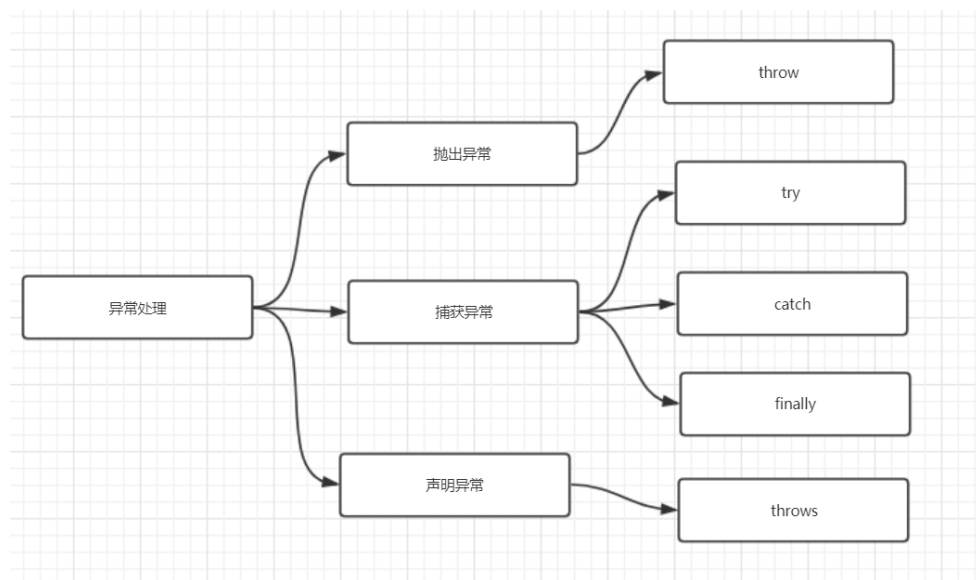 异常处理
抛出异常
throw
捕获异常
try
catch
finally
声明异常
throws